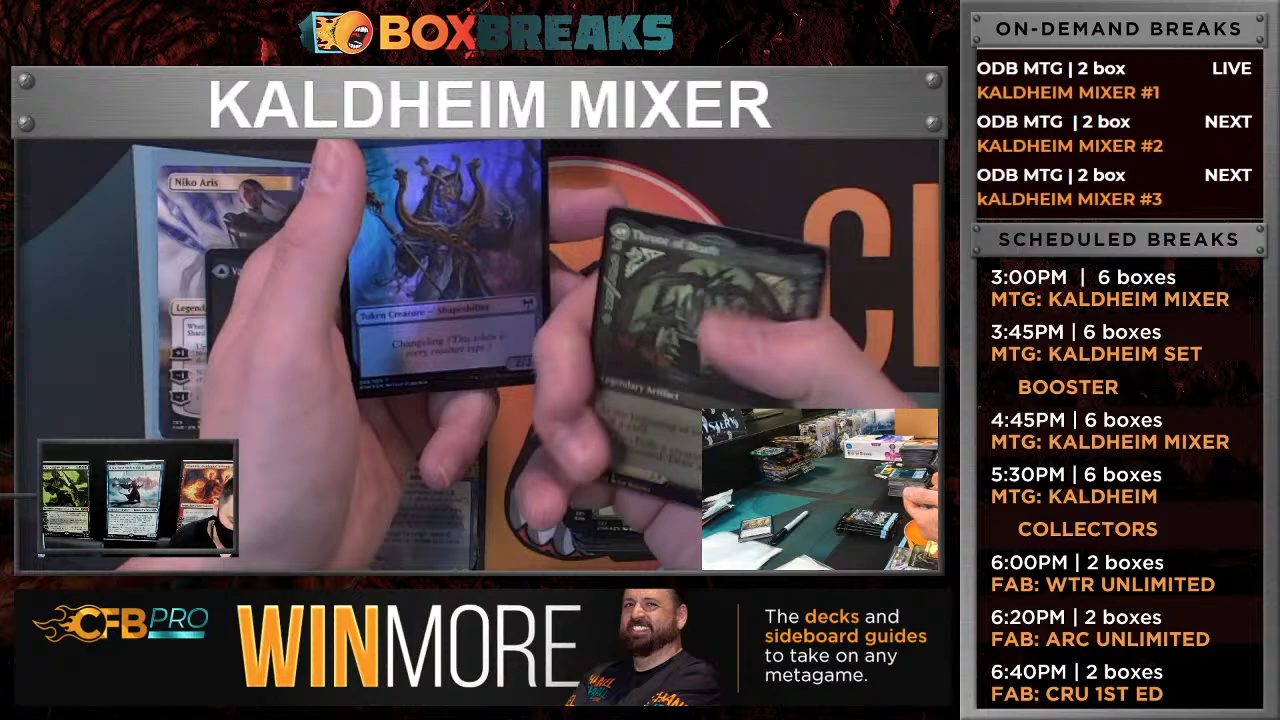 BOXBREAKS
KALDHEIM MIXER
Niko Aris
Token Creature – Shapeshifter
Changeling (This token is
every creature type.)
Throne of
Legendary Artifact
CFB PRO
WINMORE
The decks and
sideboard guides
to take on any
metagame.
ON-DEMAND BREAKS
ODB MTG | 2 box LIVE
KALDHEIM MIXER #1
ODB MTG | 2 box NEXT
KALDHEIM MIXER #2
ODB MTG | 2 box NEXT
kALDHEIM MIXER #3
SCHEDULED BREAKS
3:00PM | 6 boxes
MTG: KALDHEIM MIXER
3:45PM | 6 boxes
MTG: KALDHEIM SET
BOOSTER
4:45PM | 6 boxes
MTG: KALDHEIM MIXER
5:30PM | 6 boxes
MTG: KALDHEIM
COLLECTORS
6:00PM | 2 boxes
FAB: WTR UNLIMITED
6:20PM | 2 boxes
FAB: ARC UNLIMITED
6:40PM | 2 boxes
FAB: CRU 1ST ED